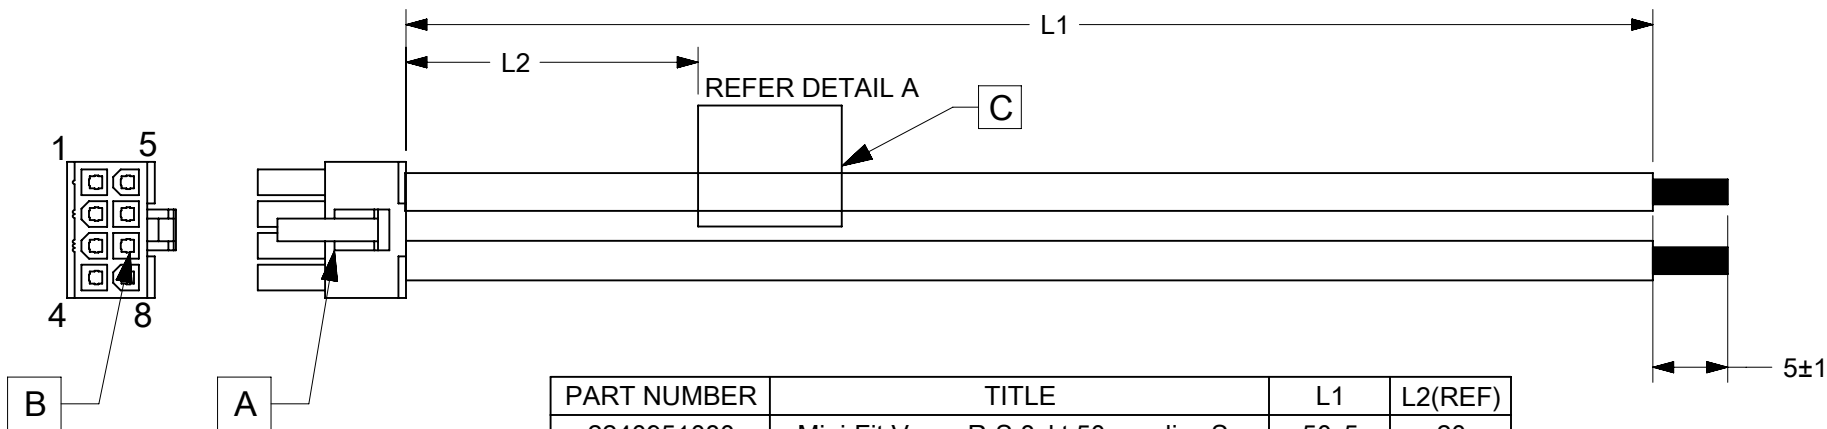 L1
L2
REFER DETAIL A
C
1 5
4 8
B
A
5±1
PART NUMBER TITLE L1 L2(REF)